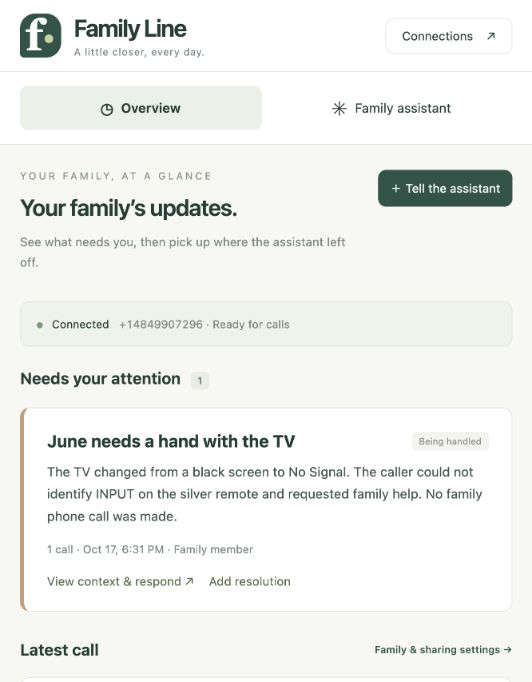 f.
Family Line
A little closer, every day.
Connections ↗
Overview
Family assistant
YOUR FAMILY, AT A GLANCE
Your family’s updates.
+ Tell the assistant
See what needs you, then pick up where the assistant left
off.
Connected +14849907296 · Ready for calls
Needs your attention 1
June needs a hand with the TV
Being handled
The TV changed from a black screen to No Signal. The caller could not
identify INPUT on the silver remote and requested family help. No family
phone call was made.
1 call · Oct 17, 6:31 PM · Family member
View context & respond ↗ Add resolution
Latest call
Family & sharing settings →